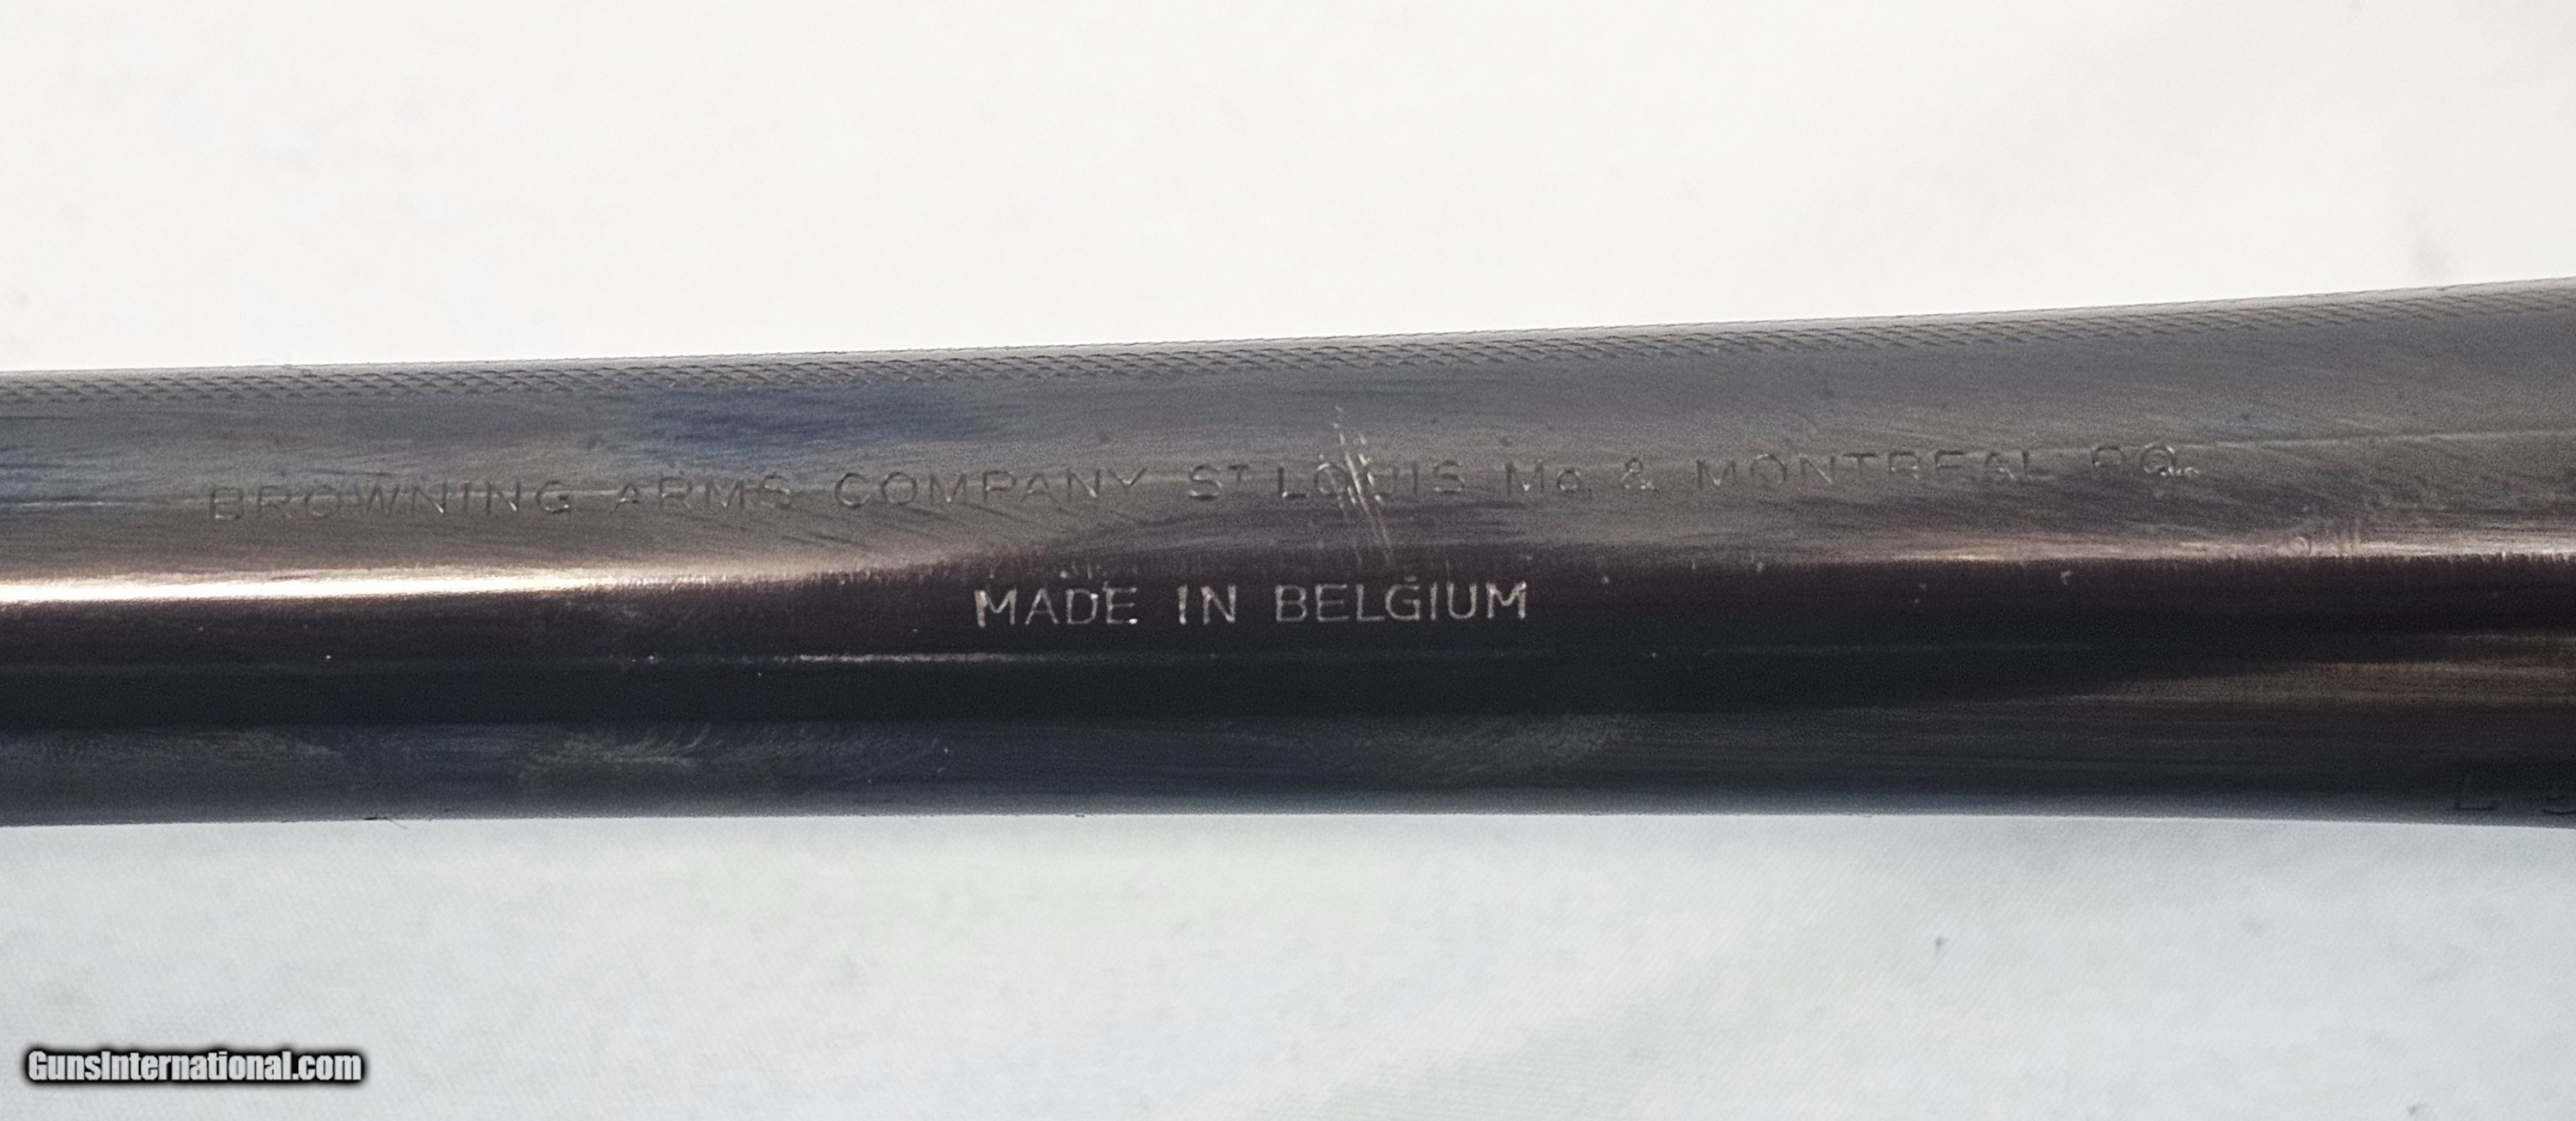 BROWNING ARMS COMPANY ST LOUIS Mo. & MONTREAL P.Q.
MADE IN BELGIUM
GunsInternational.com